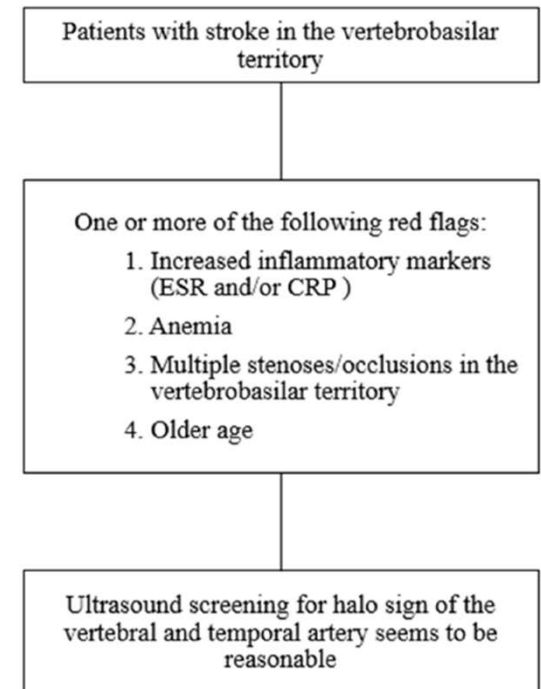 Patients with stroke in the vertebrobasilar
territory
One or more of the following red flags:
1. Increased inflammatory markers
(ESR and/or CRP )
2. Anemia
3. Multiple stenoses/occlusions in the
vertebrobasilar territory
4. Older age
Ultrasound screening for halo sign of the
vertebral and temporal artery seems to be
reasonable